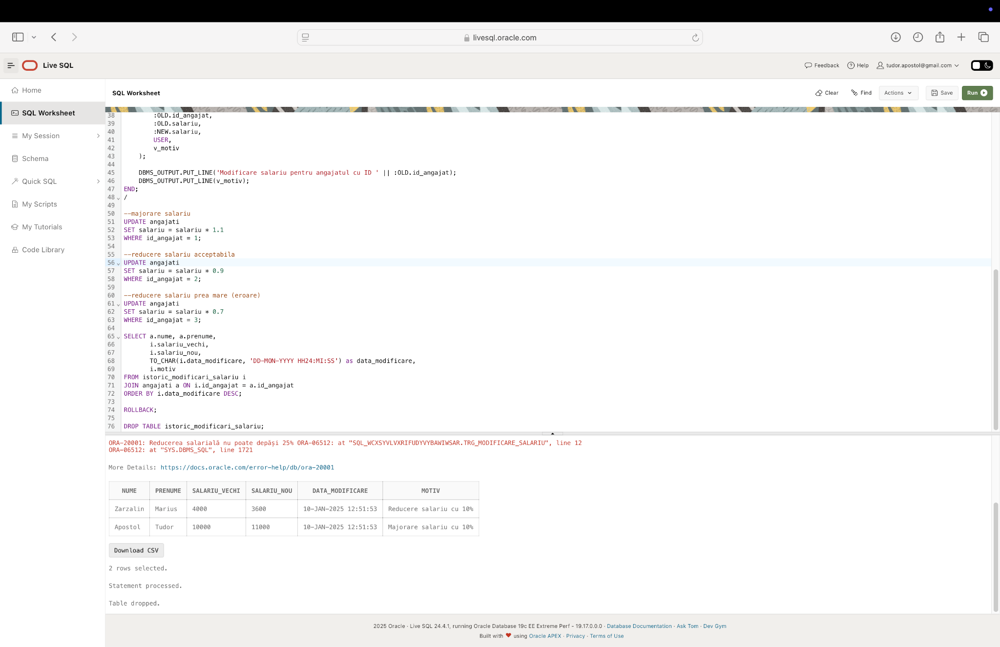 livesql.oracle.com
Live SQL
Feedback
Help
tudor.apostol@gmail.com
Home
SQL Worksheet
My Session
Schema
Quick SQL
My Scripts
My Tutorials
Code Library
SQL Worksheet
Clear
Find
Actions
Save
Run
38 :OLD.id_angajat,
39 :OLD.salariu,
40 :NEW.salariu,
41 USER,
42 v_motiv
43 );
44
45 DBMS_OUTPUT.PUT_LINE('Modificare salariu pentru angajatul cu ID ' || :OLD.id_angajat);
46 DBMS_OUTPUT.PUT_LINE(v_motiv);
47 END;
48 /
49
50 --majorare salariu
51 UPDATE angajati
52 SET salariu = salariu * 1.1
53 WHERE id_angajat = 1;
54
55 --reducere salariu acceptabila
56 UPDATE angajati
57 SET salariu = salariu * 0.9
58 WHERE id_angajat = 2;
59
60 --reducere salariu prea mare (eroare)
61 UPDATE angajati
62 SET salariu = salariu * 0.7
63 WHERE id_angajat = 3;
64
65 SELECT a.nume, a.prenume,
66 i.salariu_vechi,
67 i.salariu_nou,
68 TO_CHAR(i.data_modificare, 'DD-MON-YYYY HH24:MI:SS') as data_modificare,
69 i.motiv
70 FROM istoric_modificari_salariu i
71 JOIN angajati a ON i.id_angajat = a.id_angajat
72 ORDER BY i.data_modificare DESC;
73
74 ROLLBACK;
75
76 DROP TABLE istoric_modificari_salariu;
ORA-20001: Reducerea salarială nu poate depăși 25% ORA-06512: at "SQL_WCXSYVLVXRIFUDYVYBAWIWSAR.TRG_MODIFICARE_SALARIU", line 12
ORA-06512: at "SYS.DBMS_SQL", line 1721
More Details: https://docs.oracle.com/error-help/db/ora-20001
NUME PRENUME SALARIU_VECHI SALARIU_NOU DATA_MODIFICARE MOTIV
Zarzalin Marius 4000 3600 10-JAN-2025 12:51:53 Reducere salariu cu 10%
Apostol Tudor 10000 11000 10-JAN-2025 12:51:53 Majorare salariu cu 10%
Download CSV
2 rows selected.
Statement processed.
Table dropped.
2025 Oracle · Live SQL 24.4.1, running Oracle Database 19c EE Extreme Perf - 19.17.0.0.0 · Database Documentation · Ask Tom · Dev Gym
Built with ❤ using Oracle APEX · Privacy · Terms of Use